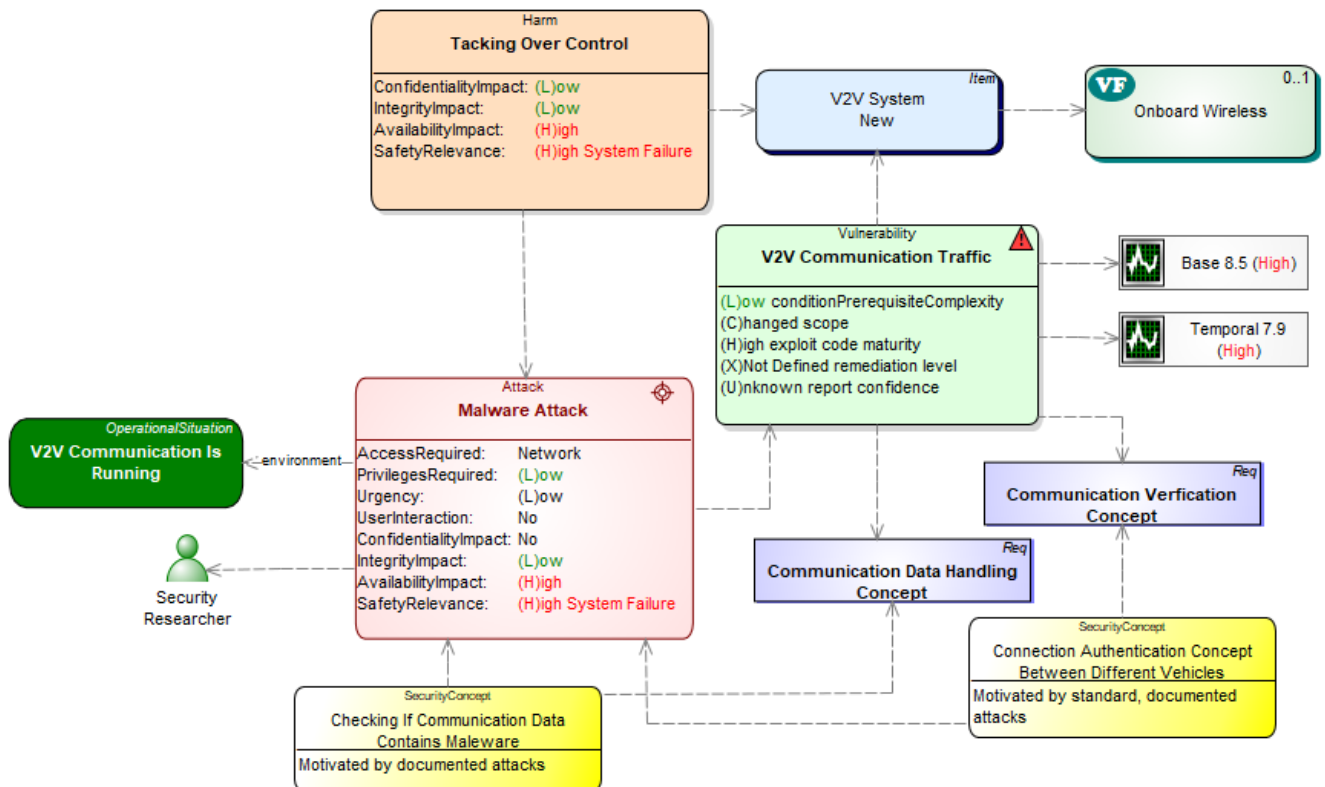 Harm
Tacking Over Control
ConfidentialityImpact: (L)ow
IntegrityImpact: (L)ow
AvailabilityImpact: (H)igh
SafetyRelevance: (H)igh System Failure
Item
V2V System
New
VF
0..1
Onboard Wireless
Vulnerability
V2V Communication Traffic
(L)ow conditionPrerequisiteComplexity
(C)hanged scope
(H)igh exploit code maturity
(X)Not Defined remediation level
(U)nknown report confidence
Base 8.5 (High)
Temporal 7.9
(High)
Attack
Malware Attack
AccessRequired: Network
PrivilegesRequired: (L)ow
Urgency: (L)ow
UserInteraction: No
ConfidentialityImpact: No
IntegrityImpact: (L)ow
AvailabilityImpact: (H)igh
SafetyRelevance: (H)igh System Failure
OperationalSituation
V2V Communication Is
Running
environment
Security
Researcher
Req
Communication Verfication
Concept
Req
Communication Data Handling
Concept
SecurityConcept
Connection Authentication Concept
Between Different Vehicles
Motivated by standard, documented
attacks
SecurityConcept
Checking If Communication Data
Contains Maleware
Motivated by documented attacks